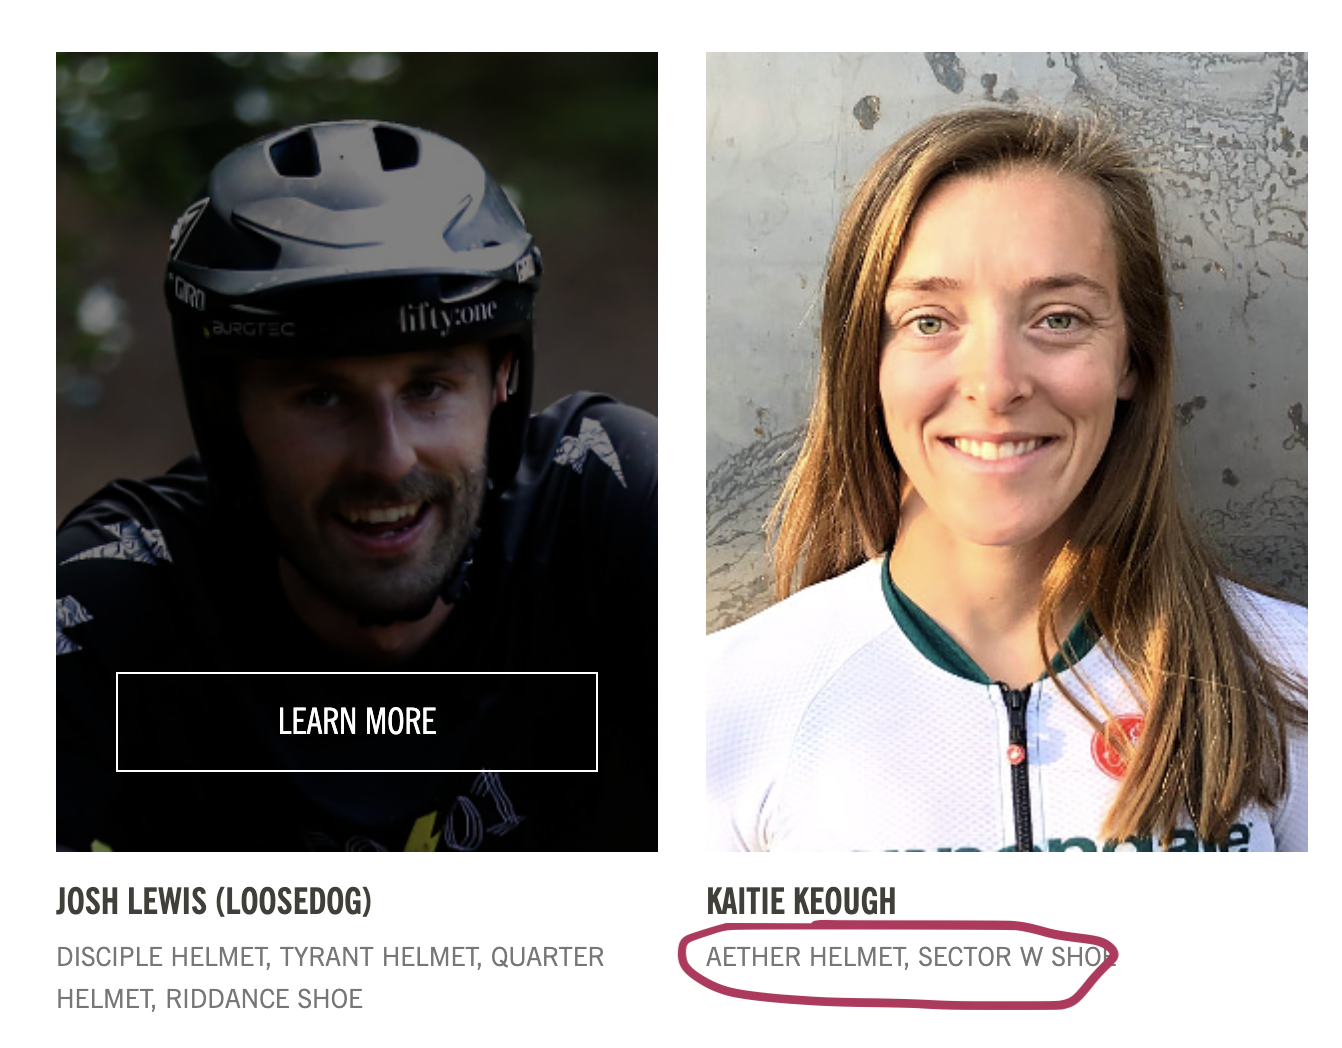 GIRO
BURGTEC
fifty:one
GIRO
LEARN MORE
JOSH LEWIS (LOOSEDOG)
DISCIPLE HELMET, TYRANT HELMET, QUARTER
HELMET, RIDDANCE SHOE
KAITIE KEOUGH
AETHER HELMET, SECTOR W SHOE